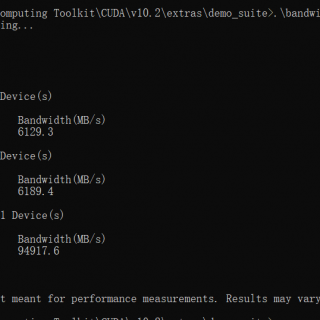 omputing Toolkit\CUDA\v10.2\extras\demo_suite>.\bandwi
ing...
Device(s)
Bandwidth(MB/s)
6129.3
Device(s)
Bandwidth(MB/s)
6189.4
l Device(s)
Bandwidth(MB/s)
94917.6
t meant for performance measurements. Results may vary